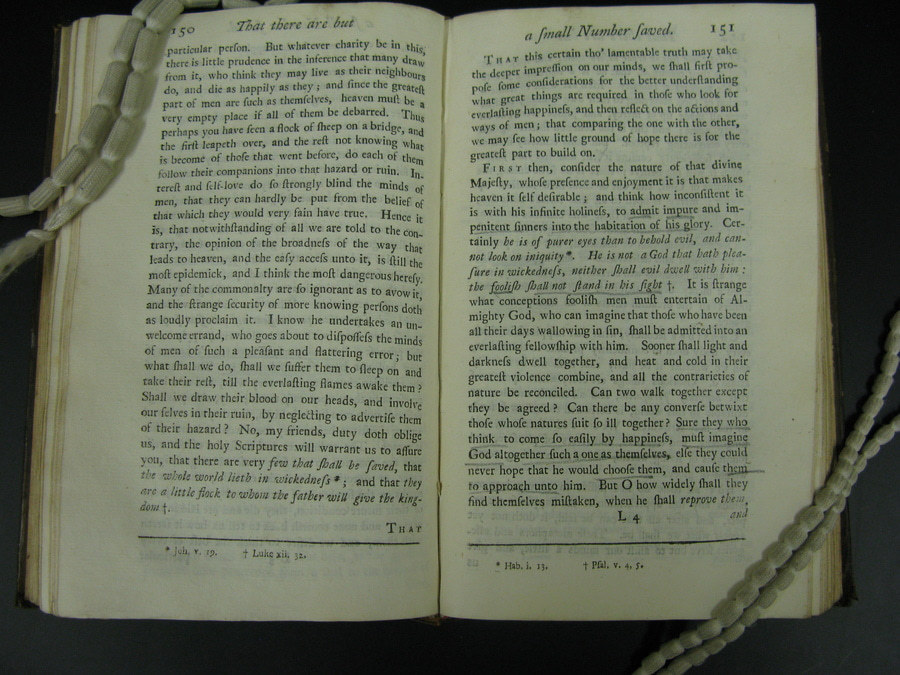 150 That there are but
particular perſon. But whatever charity be in this,
there is little prudence in the inference that many draw
from it, who think they may live as their neighbours
do, and die as happily as they; and ſince the greateſt
part of men are ſuch as themſelves, heaven muſt be a
very empty place if all of them be debarred. Thus
perhaps you have ſeen a flock of ſheep on a bridge, and
the firſt leapeth over, and the reſt not knowing what
is become of thoſe that went before, do each of them
follow their companions into that hazard or ruin. In-
tereſt and ſelf-love do ſo ſtrongly blind the minds of
men, that they can hardly be put from the belief of
that which they would very fain have true. Hence it
is, that notwithſtanding of all we are told to the con-
trary, the opinion of the broadneſs of the way that
leads to heaven, and the eaſy acceſs unto it, is ſtill the
moſt epidemick, and I think the moſt dangerous hereſy.
Many of the commonalty are ſo ignorant as to avow it,
and the ſtrange ſecurity of more knowing perſons doth
as loudly proclaim it. I know he undertakes an un-
welcome errand, who goes about to diſpoſſeſs the minds
of men of ſuch a pleaſant and flattering error; but
what ſhall we do, ſhall we ſuffer them to ſleep on and
take their reſt, till the everlaſting flames awake them?
Shall we draw their blood on our heads, and involve
our ſelves in their ruin, by neglecting to advertiſe them
of their hazard? No, my friends, duty doth oblige
us, and the holy Scriptures will warrant us to aſſure
you, that there are very few that ſhall be ſaved, that
the whole world lieth in wickedneſs *; and that they
are a little flock to whom the father will give the king-
dom †.
THAT
* Joh. v. 19. † Luke xii. 32.
a ſmall Number ſaved. 151
THAT this certain tho' lamentable truth may take
the deeper impreſſion on our minds, we ſhall firſt pro-
poſe ſome conſiderations for the better underſtanding
what great things are required in thoſe who look for
everlaſting happineſs, and then reflect on the actions and
ways of men; that comparing the one with the other,
we may ſee how little ground of hope there is for the
greateſt part to build on.
FIRST then, conſider the nature of that divine
Majeſty, whoſe preſence and enjoyment it is that makes
heaven it ſelf deſirable; and think how inconſiſtent it
is with his infinite holineſs, to admit impure and im-
penitent ſinners into the habitation of his glory. Cer-
tainly he is of purer eyes than to behold evil, and can-
not look on iniquity *. He is not a God that hath plea-
ſure in wickedneſs, neither ſhall evil dwell with him:
the fooliſh ſhall not ſtand in his ſight †. It is ſtrange
what conceptions fooliſh men muſt entertain of Al-
mighty God, who can imagine that thoſe who have been
all their days wallowing in ſin, ſhall be admitted into an
everlaſting fellowſhip with him. Sooner ſhall light and
darkneſs dwell together, and heat and cold in their
greateſt violence combine, and all the contrarieties of
nature be reconciled. Can two walk together except
they be agreed? Can there be any converſe betwixt
thoſe whoſe natures ſuit ſo ill together? Sure they who
think to come ſo eaſily by happineſs, muſt imagine
God altogether ſuch a one as themſelves, elſe they could
never hope that he would chooſe them, and cauſe them
to approach unto him. But O how widely ſhall they
find themſelves miſtaken, when he ſhall reprove them,
L 4 and
* Hab. i. 13. † Pſal. v. 4, 5.